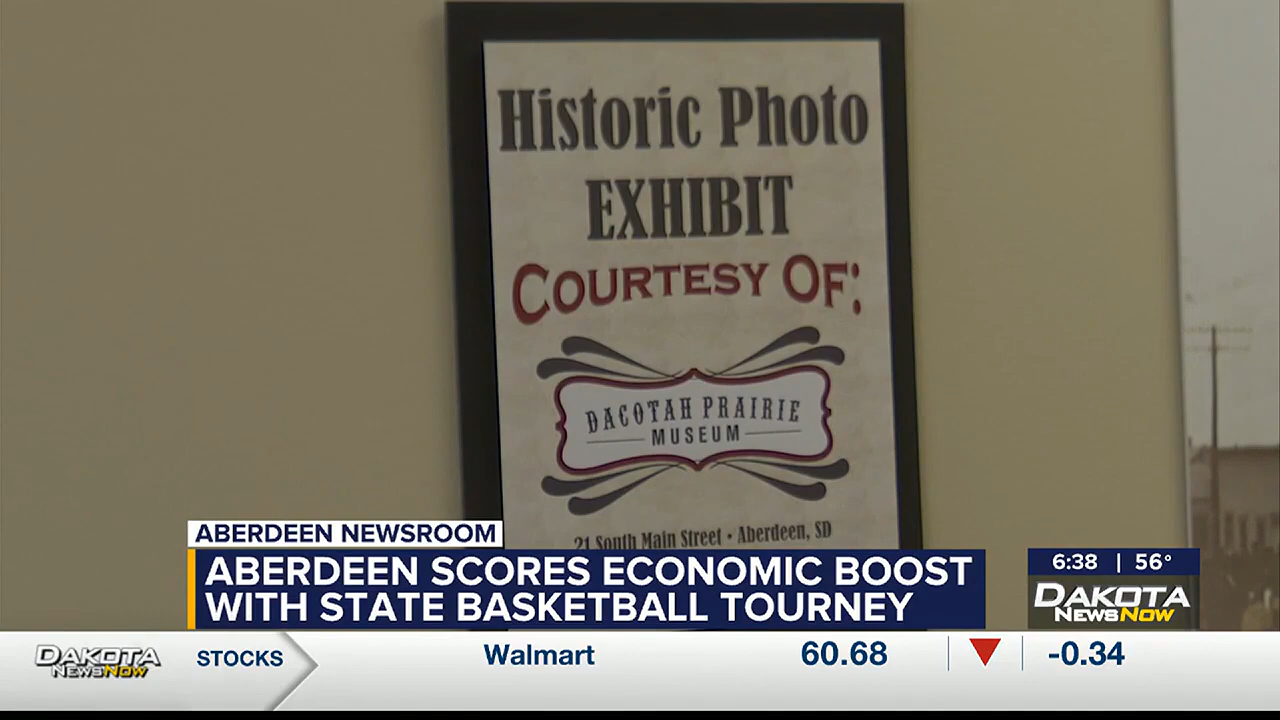 Historic Photo
EXHIBIT
COURTESY OF:
DACOTAH PRAIRIE
MUSEUM
21 South Main Street • Aberdeen, SD
ABERDEEN NEWSROOM
ABERDEEN SCORES ECONOMIC BOOST
WITH STATE BASKETBALL TOURNEY
6:38 | 56°
DAKOTA
NEWS NOW
DAKOTA
NEWS NOW
STOCKS
Walmart
60.68
-0.34